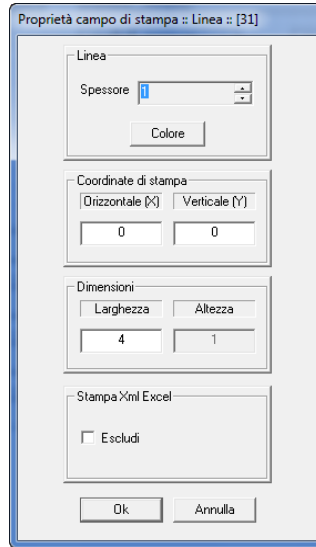 Proprietà campo di stampa :: Linea :: [31]
Linea
Spessore 1
Colore
Coordinate di stampa
Orizzontale (X) Verticale (Y)
0 0
Dimensioni
Larghezza Altezza
4 1
Stampa Xml Excel
Escludi
Ok Annulla